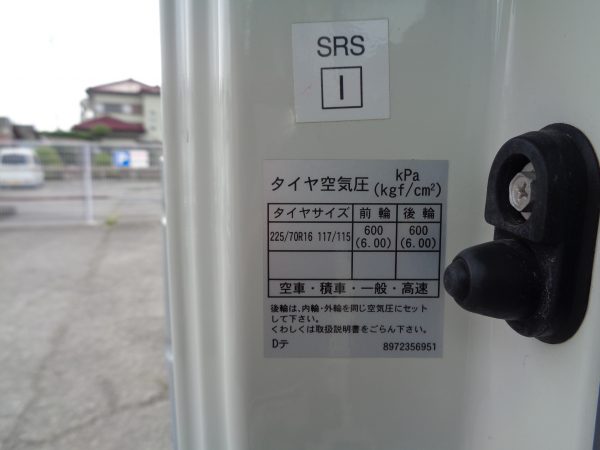 SRS
I
タイヤ空気圧 kPa
(kgf/cm²)
タイヤサイズ 前輪 後輪
225/70R16 117/115 600 (6.00) 600 (6.00)
空車・積車・一般・高速
後輪は、内輪・外輪を同じ空気圧にセット
して下さい。
くわしくは取扱説明書をごらん下さい。
Dテ 8972356951